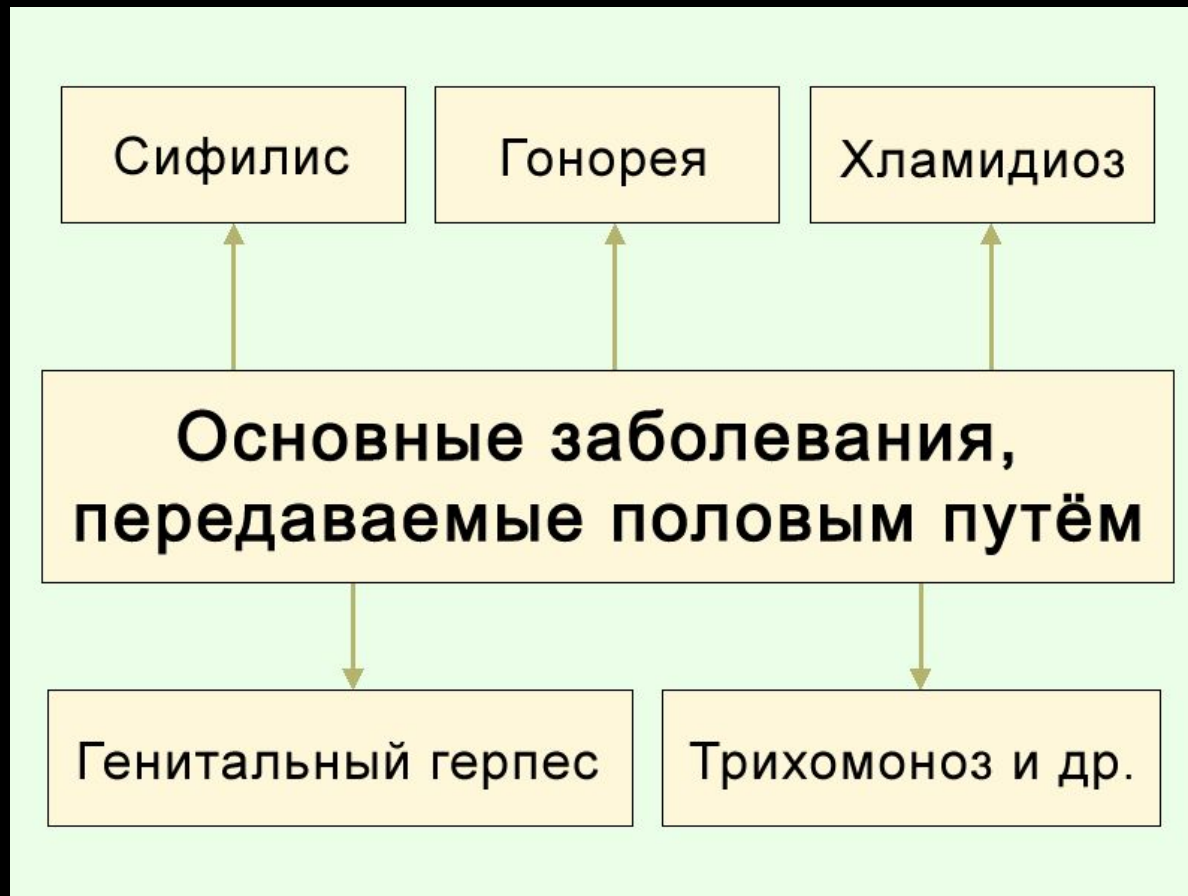 Сифилис
Гонорея
Хламидиоз
Основные заболевания,
передаваемые половым путём
Генитальный герпес
Трихомоноз и др.